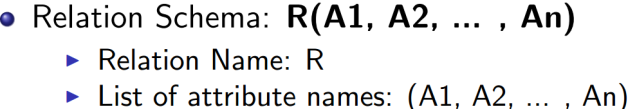 Relation Schema: R(A1, A2, ... , An)
Relation Name: R
List of attribute names: (A1, A2, ... , An)